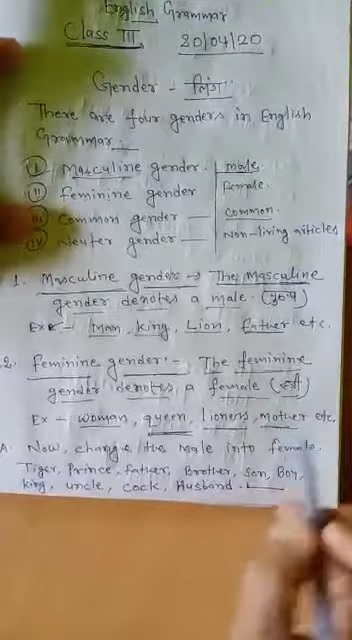 English Grammar
Class III 20/04/20
Gender - लिंग
There are four genders in English
Grammar.
(I) Masculine gender. male.
(II) feminine gender Female.
(III) Common gender — common.
(IV) Neuter gender — Non-living articles
1. Masculine gender → The masculine
gender denotes a male. (पुरुष)
Ex - Man, king, Lion, father etc.
2. feminine gender - The feminine
gender denotes a female (स्त्री)
Ex - woman, queen, lioness, mother etc.
A. Now, change the male into female.
Tiger, Prince, father, Brother, son, Boy,
king, uncle, cock, Husband.